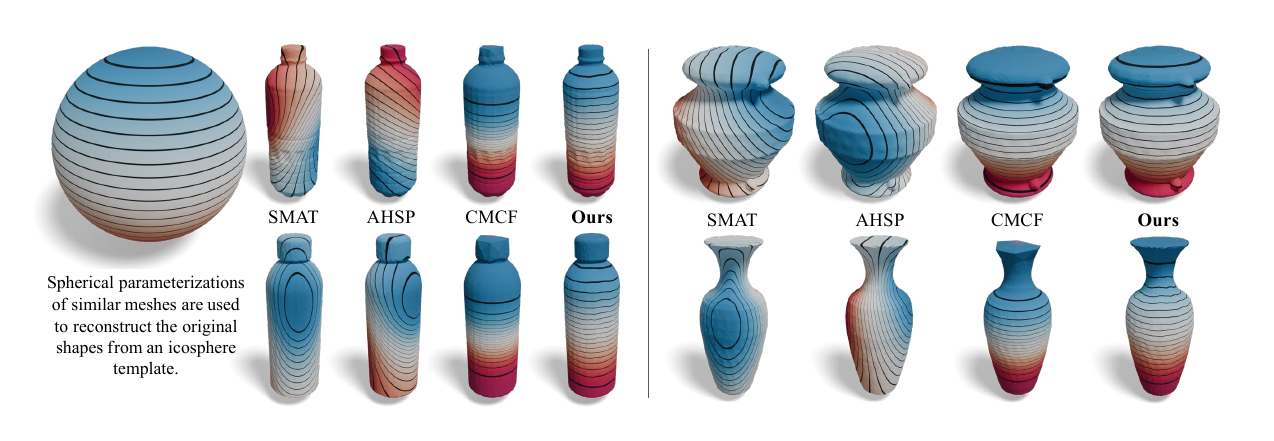 SMAT AHSP CMCF Ours
SMAT AHSP CMCF Ours
Spherical parameterizations
of similar meshes are used
to reconstruct the original
shapes from an icosphere
template.